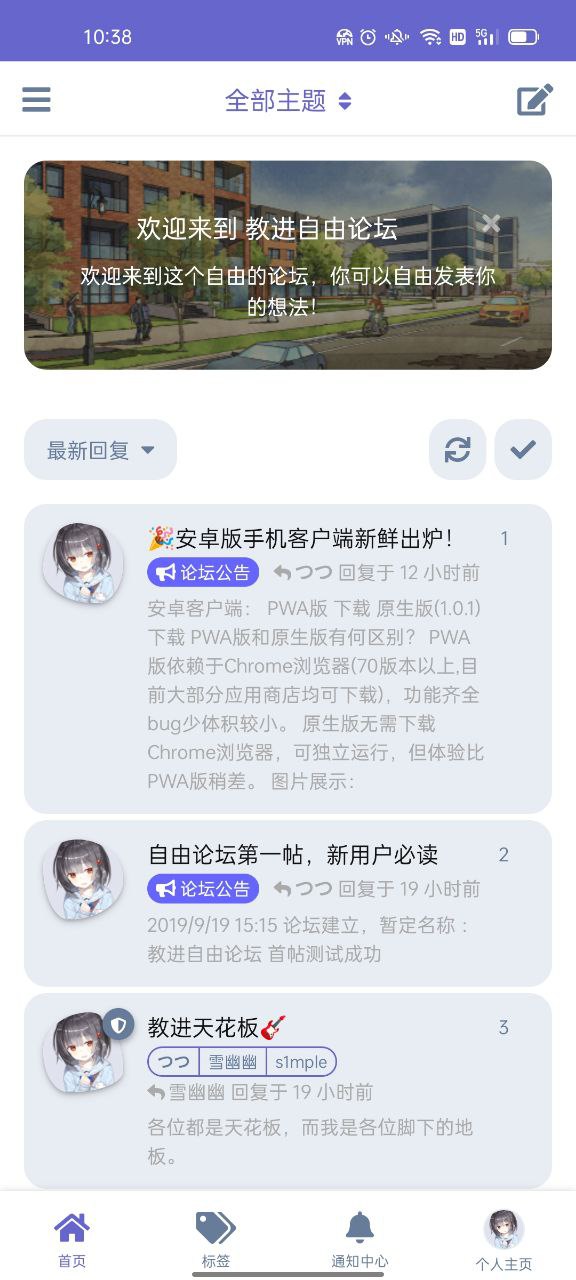 10:38
VPN HD 5G
全部主题
欢迎来到 教进自由论坛
欢迎来到这个自由的论坛，你可以自由发表你
的想法！
最新回复
🎉安卓版手机客户端新鲜出炉！ 1
论坛公告 つつ 回复于 12 小时前
安卓客户端： PWA版 下载 原生版(1.0.1)
下载 PWA版和原生版有何区别？ PWA
版依赖于Chrome浏览器(70版本以上,目
前大部分应用商店均可下载)，功能齐全
bug少体积较小。 原生版无需下载
Chrome浏览器，可独立运行，但体验比
PWA版稍差。 图片展示:
自由论坛第一帖，新用户必读 2
论坛公告 つつ 回复于 19 小时前
2019/9/19 15:15 论坛建立，暂定名称：
教进自由论坛 首帖测试成功
教进天花板🎸 3
つつ 雪幽幽 s1mple
雪幽幽 回复于 19 小时前
各位都是天花板，而我是各位脚下的地
板。
首页 标签 通知中心 个人主页